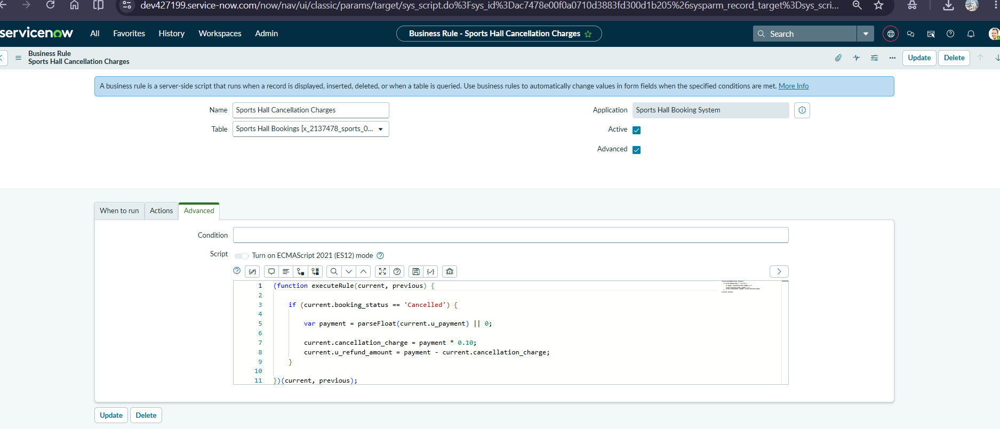 dev427199.service-now.com/now/nav/ui/classic/params/target/sys_script.do%3Fsys_id%3Dac7478e00f0a0710d3883fd300d1b205%26sysparm_record_target%3Dsys_scri...
servicenow All Favorites History Workspaces Admin Business Rule - Sports Hall Cancellation Charges Search
Business Rule
Sports Hall Cancellation Charges
Update Delete
A business rule is a server-side script that runs when a record is displayed, inserted, deleted, or when a table is queried. Use business rules to automatically change values in form fields when the specified conditions are met. More Info
Name Sports Hall Cancellation Charges Application Sports Hall Booking System
Table Sports Hall Bookings [x_2137478_sports_0... Active
Advanced
When to run Actions Advanced
Condition
Script Turn on ECMAScript 2021 (ES12) mode
1 (function executeRule(current, previous) {
2
3 if (current.booking_status == 'Cancelled') {
4
5 var payment = parseFloat(current.u_payment) || 0;
6
7 current.cancellation_charge = payment * 0.10;
8 current.u_refund_amount = payment - current.cancellation_charge;
9 }
10
11 })(current, previous);
Update Delete